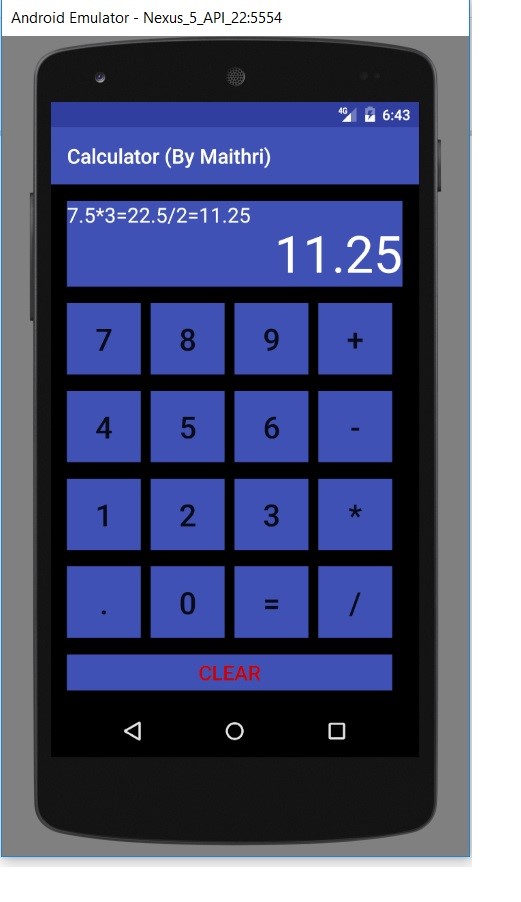 Android Emulator - Nexus_5_API_22:5554
4G 6:43
Calculator (By Maithri)
7.5*3=22.5/2=11.25
11.25
7 8 9 +
4 5 6 -
1 2 3 *
. 0 = /
CLEAR